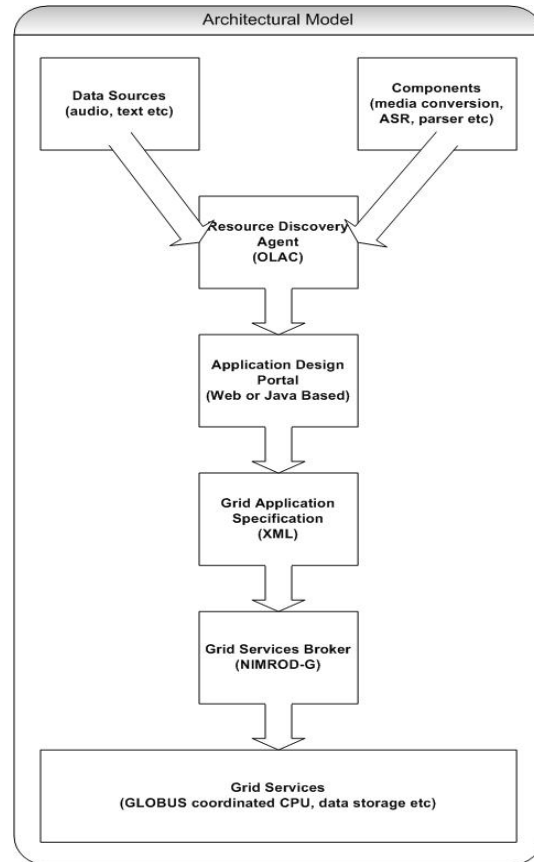 Architectural Model
Data Sources
(audio, text etc)
Components
(media conversion,
ASR, parser etc)
Resource Discovery
Agent
(OLAC)
Application Design
Portal
(Web or Java Based)
Grid Application
Specification
(XML)
Grid Services Broker
(NIMROD-G)
Grid Services
(GLOBUS coordinated CPU, data storage etc)